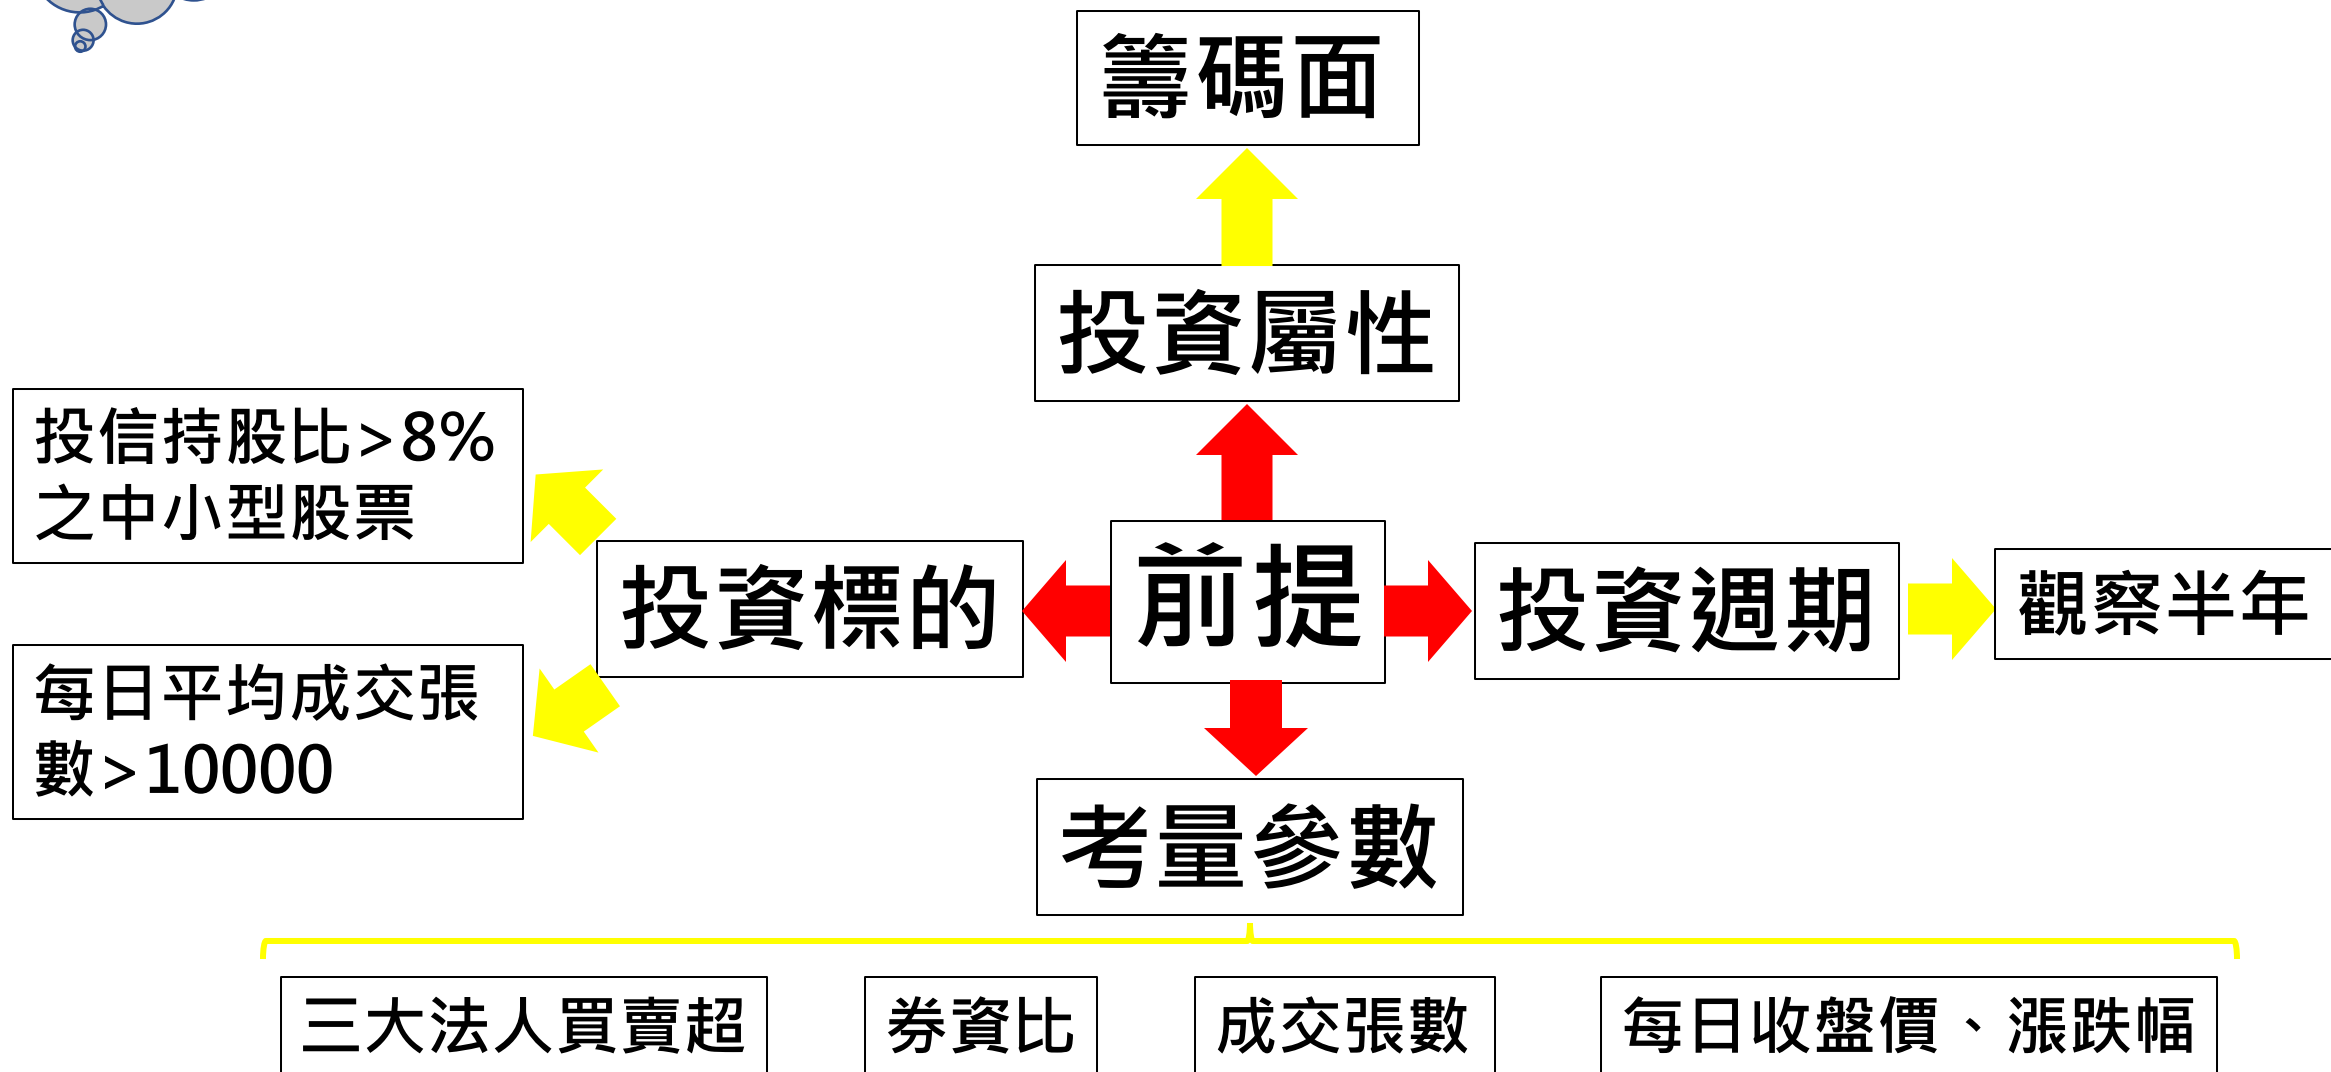 籌碼面
投資屬性
投信持股比>8%
之中小型股票
投資標的
前提
投資週期
觀察半年
每日平均成交張
數>10000
考量參數
三大法人買賣超
券資比
成交張數
每日收盤價、漲跌幅